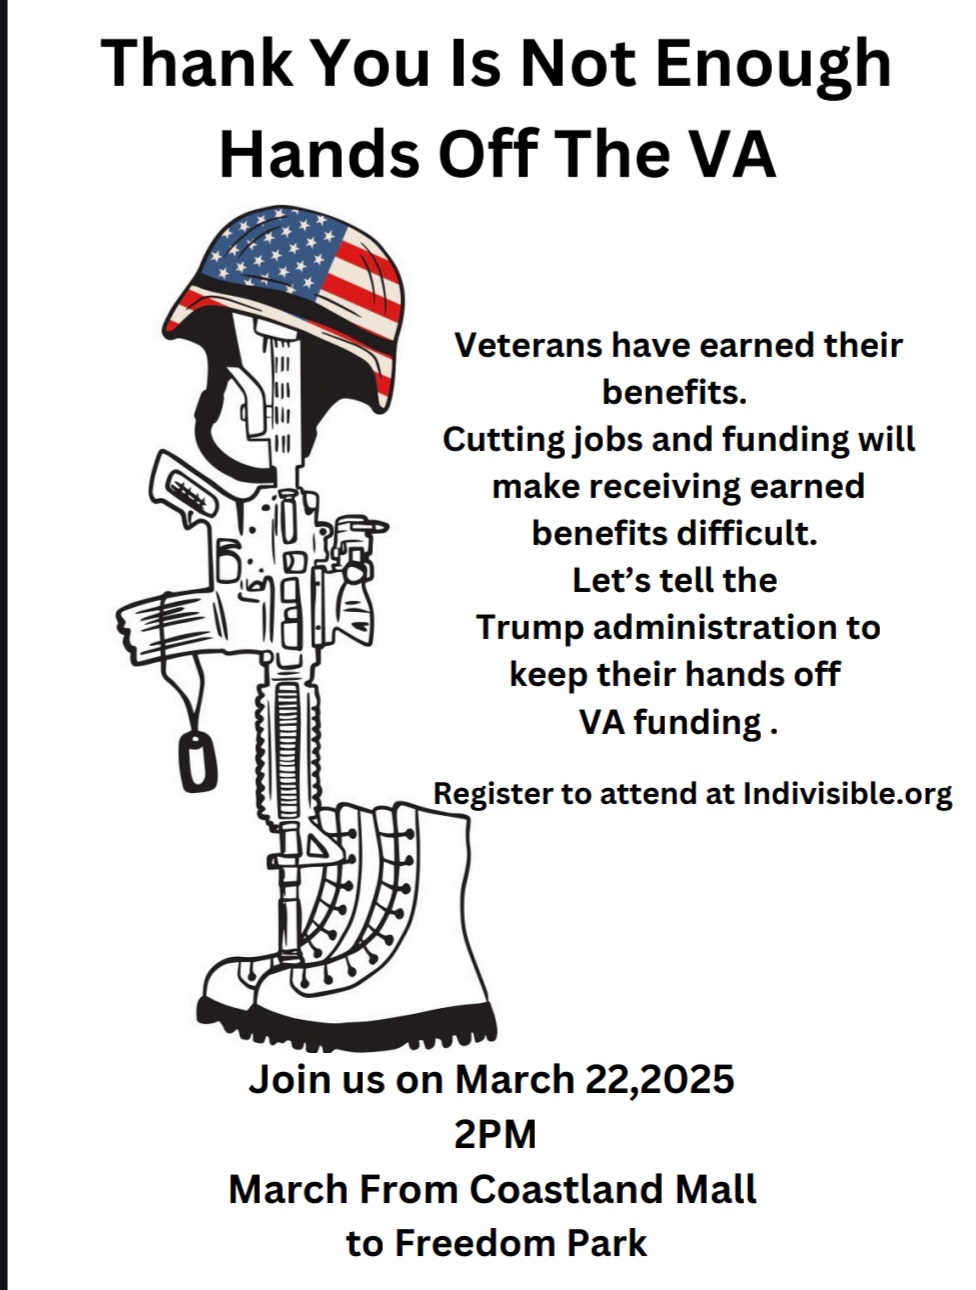 Thank You Is Not Enough
Hands Off The VA
Veterans have earned their
benefits.
Cutting jobs and funding will
make receiving earned
benefits difficult.
Let’s tell the
Trump administration to
keep their hands off
VA funding .
Register to attend at Indivisible.org
Join us on March 22,2025
2PM
March From Coastland Mall
to Freedom Park